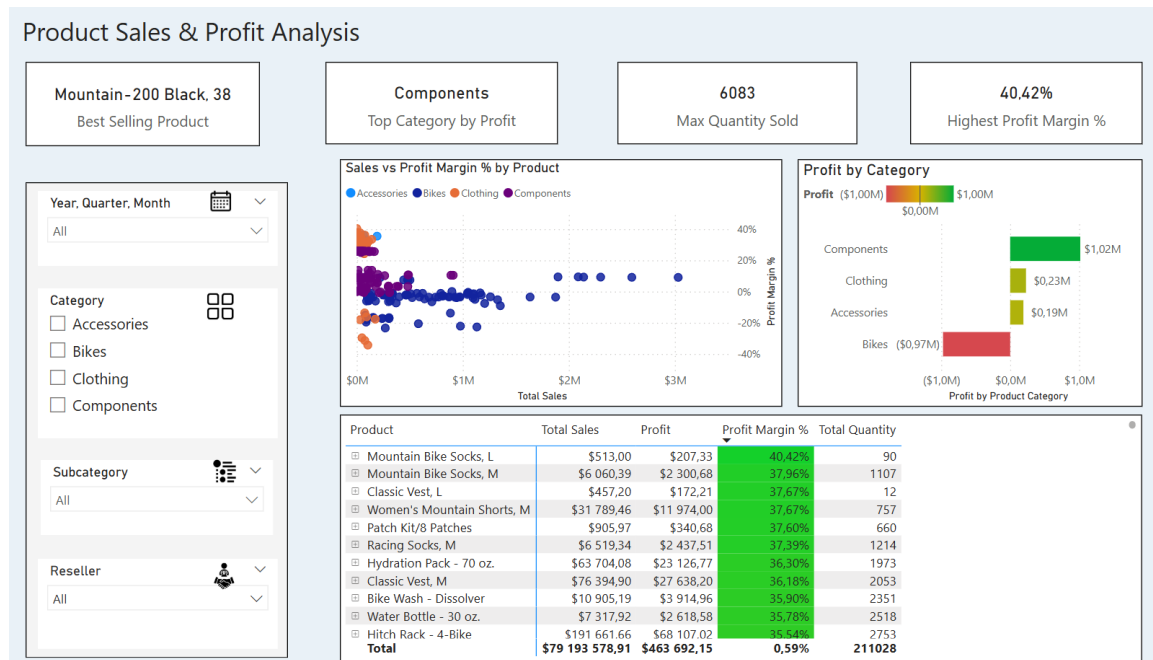 Product Sales & Profit Analysis
Mountain-200 Black, 38
Best Selling Product
Components
Top Category by Profit
6083
Max Quantity Sold
40,42%
Highest Profit Margin %
Year, Quarter, Month
All
Category
Accessories
Bikes
Clothing
Components
Subcategory
All
Reseller
All
Sales vs Profit Margin % by Product
Accessories Bikes Clothing Components
40%
20%
0%
-20%
-40%
Profit Margin %
$0M $1M $2M $3M
Total Sales
Profit by Category
Profit ($1,00M) $1,00M
$0,00M
Components $1,02M
Clothing $0,23M
Accessories $0,19M
Bikes ($0,97M)
($1,0M) $0,0M $1,0M
Profit by Product Category
Product Total Sales Profit Profit Margin % Total Quantity
Mountain Bike Socks, L $513,00 $207,33 40,42% 90
Mountain Bike Socks, M $6 060,39 $2 300,68 37,96% 1107
Classic Vest, L $457,20 $172,21 37,67% 12
Women's Mountain Shorts, M $31 789,46 $11 974,00 37,67% 757
Patch Kit/8 Patches $905,97 $340,68 37,60% 660
Racing Socks, M $6 519,34 $2 437,51 37,39% 1214
Hydration Pack - 70 oz. $63 704,08 $23 126,77 36,30% 1973
Classic Vest, M $76 394,90 $27 638,20 36,18% 2053
Bike Wash - Dissolver $10 905,19 $3 914,96 35,90% 2351
Water Bottle - 30 oz. $7 317,92 $2 618,58 35,78% 2518
Hitch Rack - 4-Bike $191 661,66 $68 107,02 35,54% 2753
Total $79 193 578,91 $463 692,15 0,59% 211028